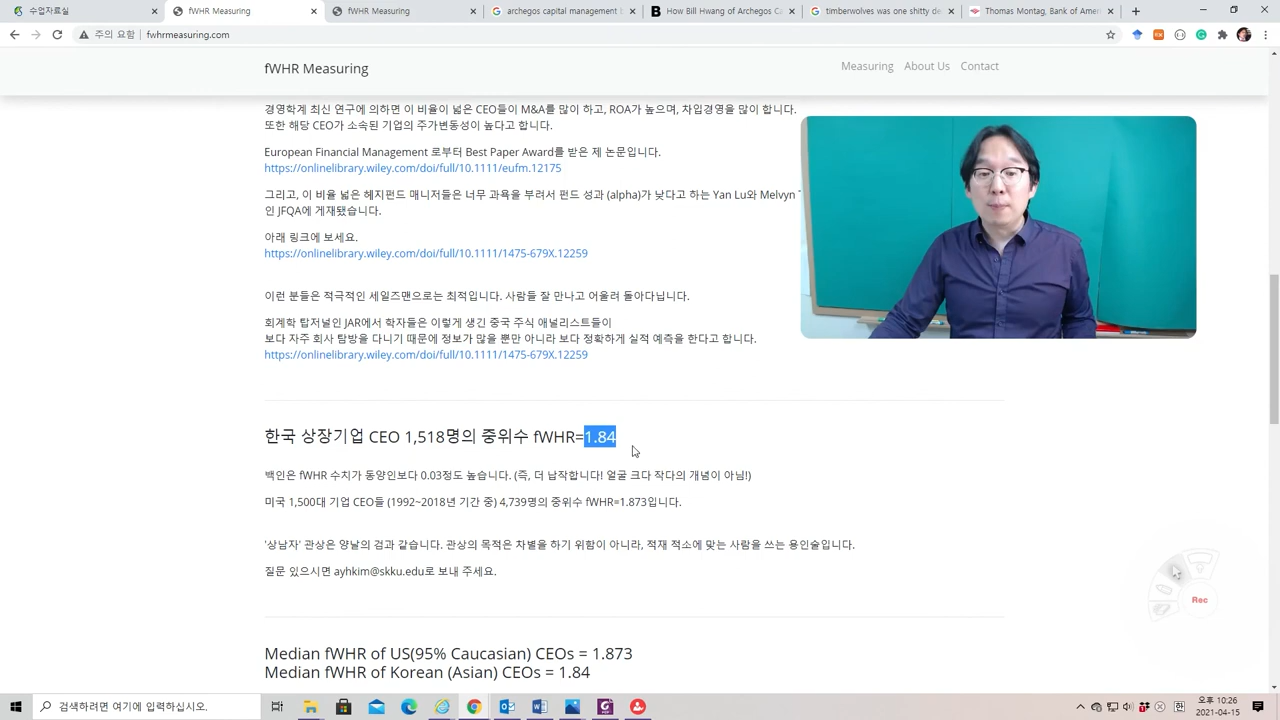 수업자료실
fWHR Measuring
fWHR Measuring
archegos capital management t
How Bill Hwang of Archegos Ca
timberwolves was one shitty de
Thomas Montag, Bank of Ameri
주의 요함 | fwhrmeasuring.com
fWHR Measuring
Measuring About Us Contact
경영학계 최신 연구에 의하면 이 비율이 넓은 CEO들이 M&A를 많이 하고, ROA가 높으며, 차입경영을 많이 합니다.
또한 해당 CEO가 소속된 기업의 주가변동성이 높다고 합니다.
European Financial Management 로부터 Best Paper Award를 받은 제 논문입니다.
https://onlinelibrary.wiley.com/doi/full/10.1111/eufm.12175
그리고, 이 비율 넓은 헤지펀드 매니저들은 너무 과욕을 부려서 펀드 성과 (alpha)가 낮다고 하는 Yan Lu와 Melvyn
인 JFQA에 게재됐습니다.
아래 링크에 보세요.
https://onlinelibrary.wiley.com/doi/full/10.1111/1475-679X.12259
이런 분들은 적극적인 세일즈맨으로는 최적입니다. 사람들 잘 만나고 어울려 돌아다닙니다.
회계학 탑저널인 JAR에서 학자들은 이렇게 생긴 중국 주식 애널리스트들이
보다 자주 회사 탐방을 다니기 때문에 정보가 많을 뿐만 아니라 보다 정확하게 실적 예측을 한다고 합니다.
https://onlinelibrary.wiley.com/doi/full/10.1111/1475-679X.12259
한국 상장기업 CEO 1,518명의 중위수 fWHR=1.84
백인은 fWHR 수치가 동양인보다 0.03정도 높습니다. (즉, 더 납작합니다! 얼굴 크다 작다의 개념이 아님!)
미국 1,500대 기업 CEO들 (1992~2018년 기간 중) 4,739명의 중위수 fWHR=1.873입니다.
'상남자' 관상은 양날의 검과 같습니다. 관상의 목적은 차별을 하기 위함이 아니라, 적재 적소에 맞는 사람을 쓰는 용인술입니다.
질문 있으시면 ayhkim@skku.edu로 보내 주세요.
Rec
Median fWHR of US(95% Caucasian) CEOs = 1.873
Median fWHR of Korean (Asian) CEOs = 1.84
검색하려면 여기에 입력하십시오.
한
오후 10:26
2021-04-15